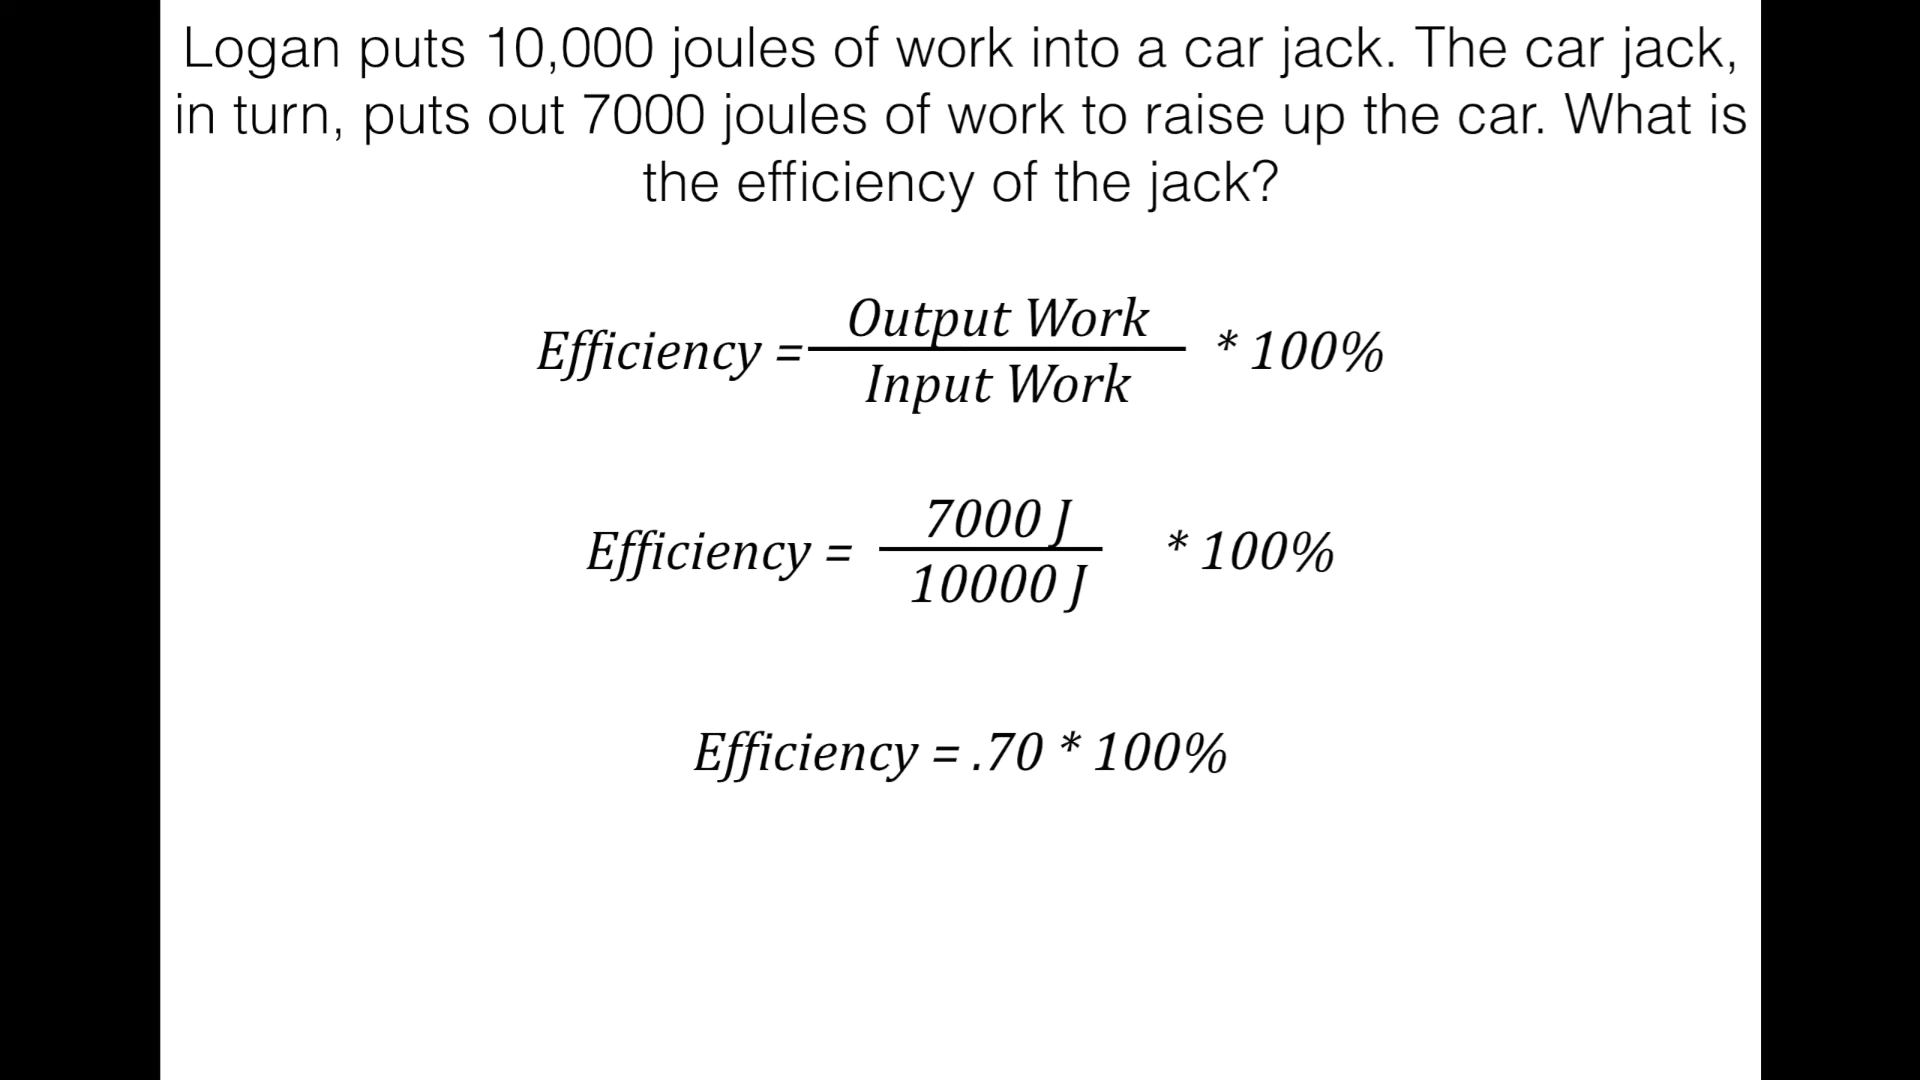 Logan puts 10,000 joules of work into a car jack. The car jack,
in turn, puts out 7000 joules of work to raise up the car. What is
the efficiency of the jack?
Efficiency = Output Work / Input Work * 100%
Efficiency = 7000 J / 10000 J * 100%
Efficiency = .70 * 100%